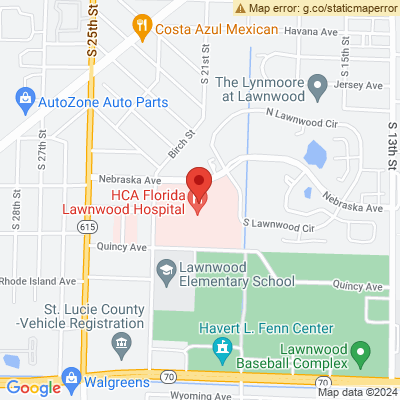 Map error: g.co/staticmaperror
S 25th St
Costa Azul Mexican
Havana Ave
S 21st St
S 15th St
The Lynmoore
at Lawnwood
Jersey Ave
AutoZone Auto Parts
N Lawnwood Cir
Birch St
S 27th St
S 13th St
Nebraska Ave
HCA Florida
Lawnwood Hospital
S 28th St
Nebraska Ave
615
S Lawnwood Cir
Quincy Ave
Lawnwood
Elementary School
Rhode Island Ave
Quincy Ave
St. Lucie County
-Vehicle Registration
Havert L. Fenn Center
Lawnwood
Baseball Complex
Walgreens
70
70
Google
Wyoming Ave
Map data ©2024